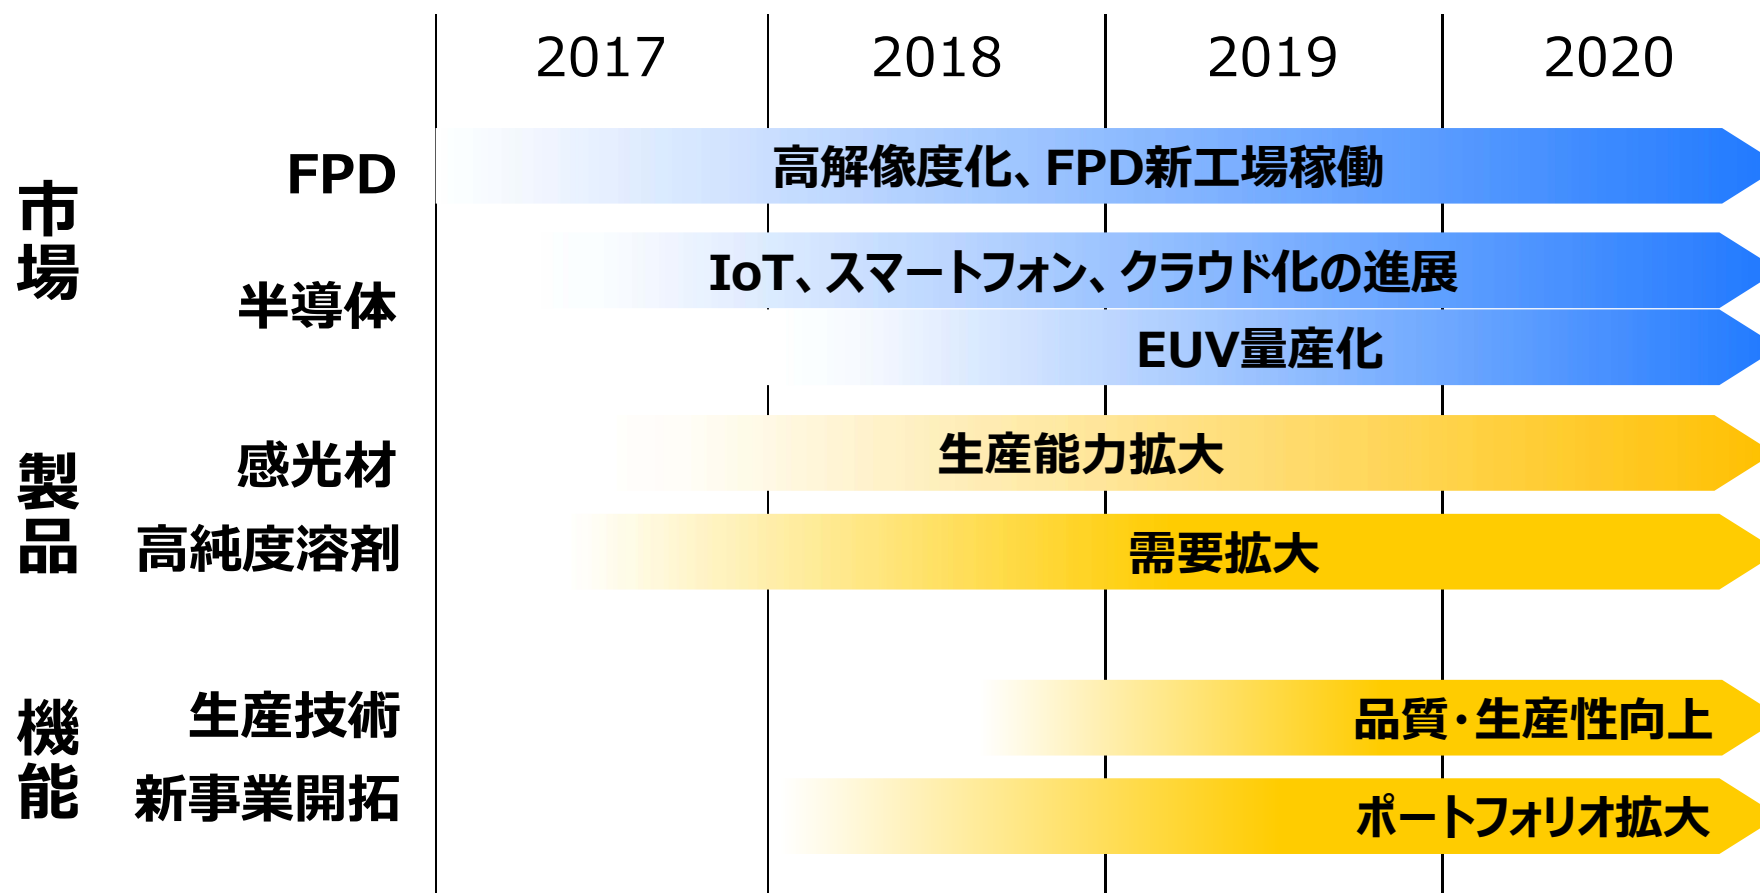 2017 2018 2019 2020
市場
FPD
高解像度化、FPD新工場稼働
半導体
IoT、スマートフォン、クラウド化の進展
EUV量産化
製品
感光材
生産能力拡大
高純度溶剤
需要拡大
機能
生産技術
品質・生産性向上
新事業開拓
ポートフォリオ拡大